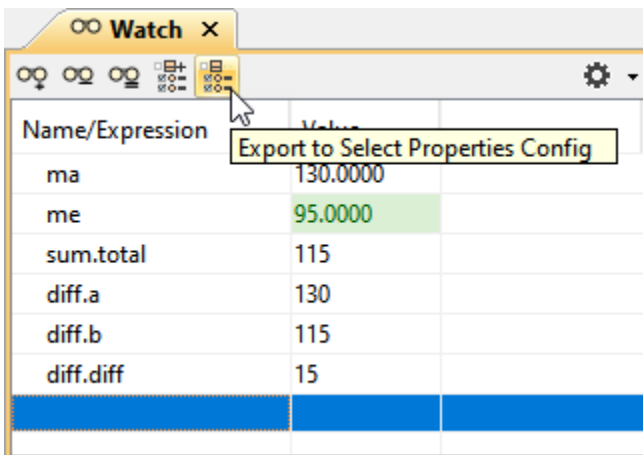 Watch
Name/Expression Value
Export to Select Properties Config
ma 130.0000
me 95.0000
sum.total 115
diff.a 130
diff.b 115
diff.diff 15